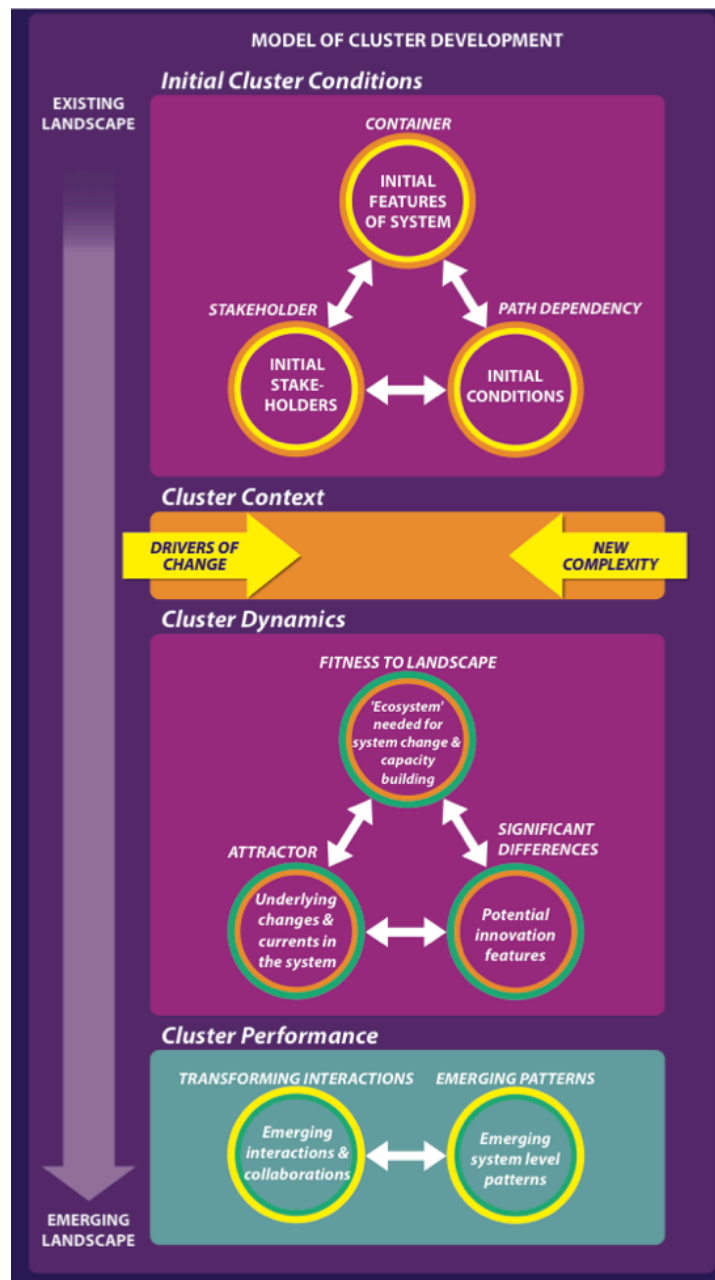 MODEL OF CLUSTER DEVELOPMENT
Initial Cluster Conditions
EXISTING
LANDSCAPE
CONTAINER
INITIAL
FEATURES
OF SYSTEM
STAKEHOLDER
PATH DEPENDENCY
INITIAL
STAKE-
HOLDERS
INITIAL
CONDITIONS
Cluster Context
DRIVERS OF
CHANGE
NEW
COMPLEXITY
Cluster Dynamics
FITNESS TO LANDSCAPE
'Ecosystem'
needed for
system change &
capacity
building
ATTRACTOR
SIGNIFICANT
DIFFERENCES
Underlying
changes &
currents in
the system
Potential
innovation
features
Cluster Performance
TRANSFORMING INTERACTIONS
EMERGING PATTERNS
Emerging
interactions &
collaborations
Emerging
system level
patterns
EMERGING
LANDSCAPE